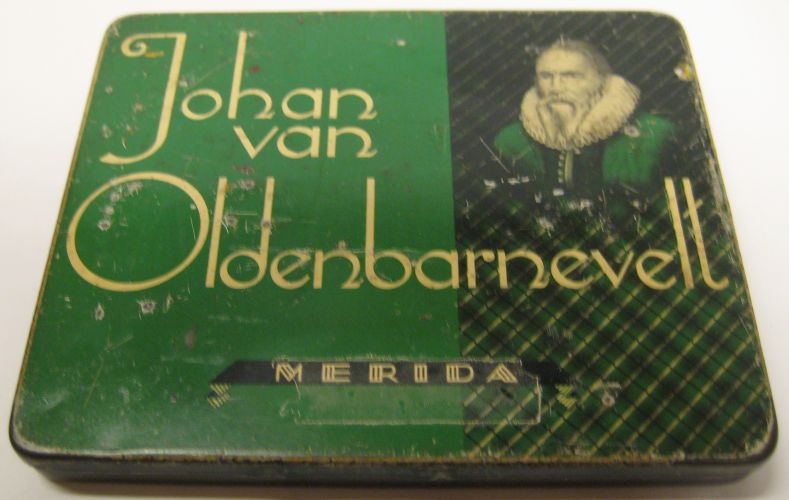 Johan
van
Oldenbarnevelt
MERIDA